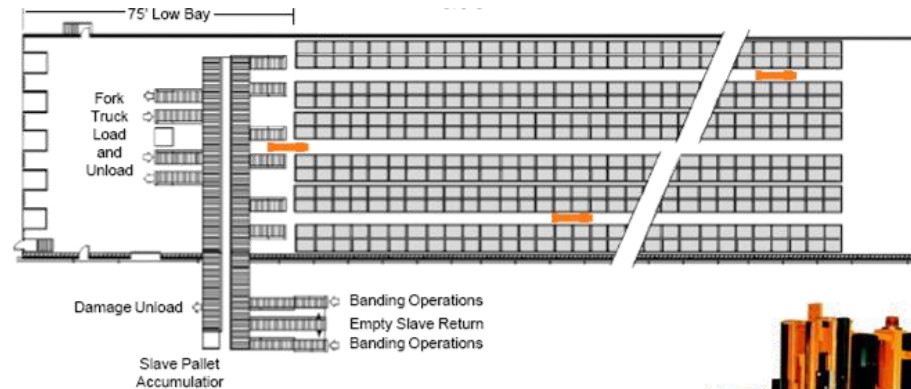 75' Low Bay
Fork
Truck
Load
and
Unload
Damage Unload
Banding Operations
Empty Slave Return
Banding Operations
Slave Pallet
Accumulation